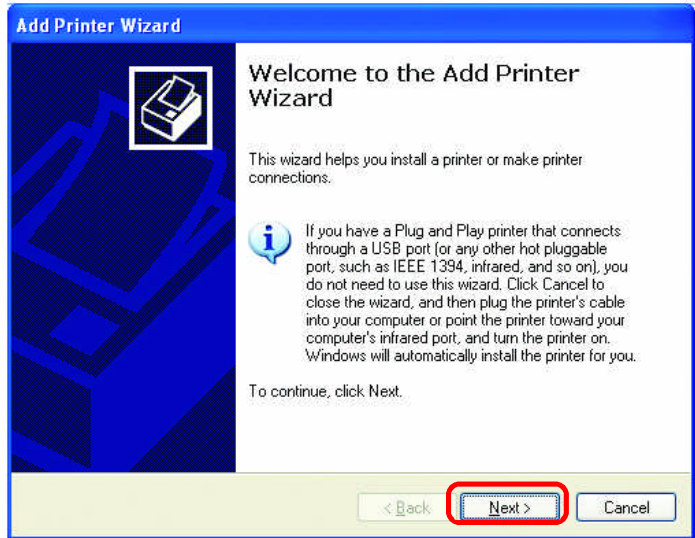 Add Printer Wizard
Welcome to the Add Printer
Wizard
This wizard helps you install a printer or make printer
connections.
If you have a Plug and Play printer that connects
through a USB port (or any other hot pluggable
port, such as IEEE 1394, infrared, and so on), you
do not need to use this wizard. Click Cancel to
close the wizard, and then plug the printer's cable
into your computer or point the printer toward your
computer's infrared port, and turn the printer on.
Windows will automatically install the printer for you.
To continue, click Next.
< Back Next > Cancel